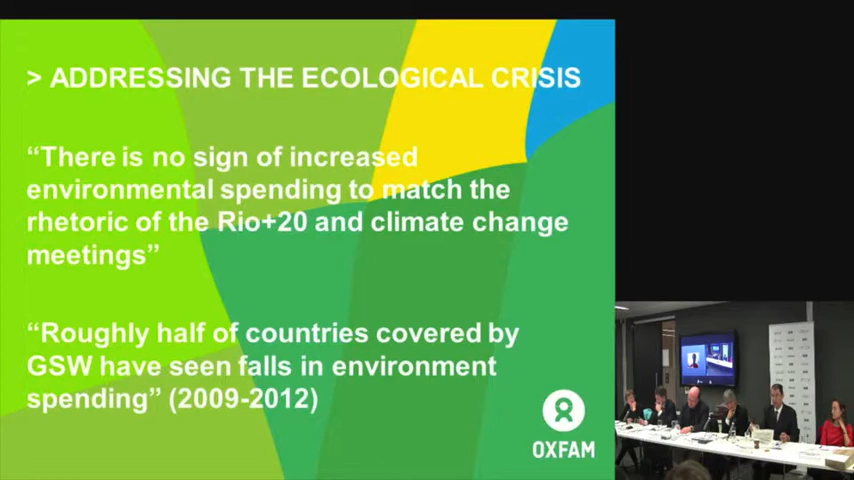 > ADDRESSING THE ECOLOGICAL CRISIS
“There is no sign of increased
environmental spending to match the
rhetoric of the Rio+20 and climate change
meetings”
“Roughly half of countries covered by
GSW have seen falls in environment
spending” (2009-2012)
OXFAM